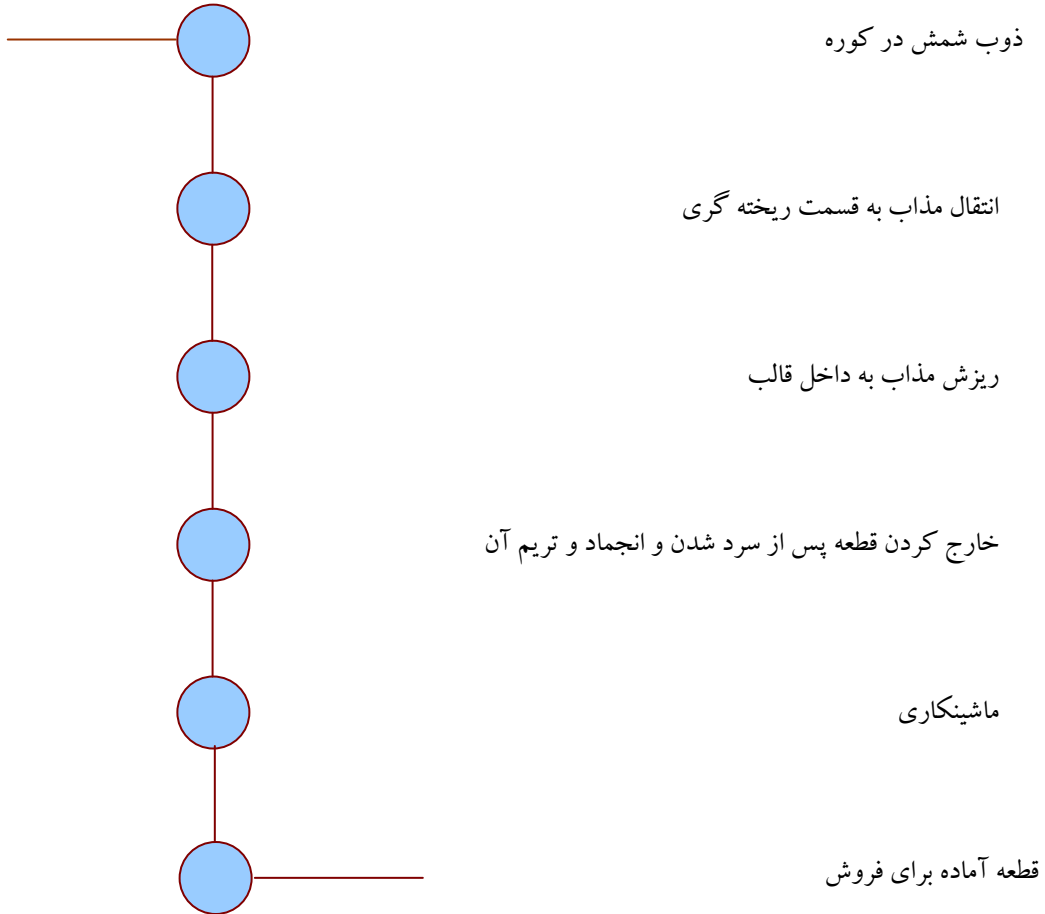 ذوب شمش در کوره
انتقال مذاب به قسمت ریخته گری
ریزش مذاب به داخل قالب
خارج کردن قطعه پس از سرد شدن و انجماد و تریم آن
ماشینکاری
قطعه آماده برای فروش